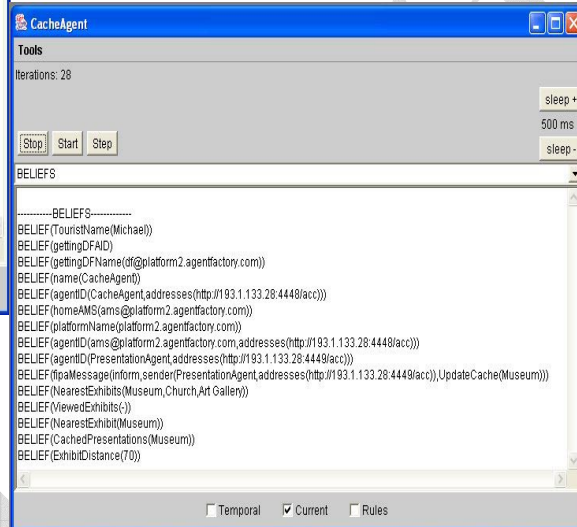 CacheAgent
Tools
Iterations: 28
sleep +
500 ms
Stop Start Step
sleep -
BELIEFS
-----------BELIEFS-------------
BELIEF(TouristName(Michael))
BELIEF(gettingDFAID)
BELIEF(gettingDFName(df@platform2.agentfactory.com))
BELIEF(name(CacheAgent))
BELIEF(agentID(CacheAgent,addresses(http://193.1.133.28:4448/acc)))
BELIEF(homeAMS(ams@platform2.agentfactory.com))
BELIEF(platformName(platform2.agentfactory.com))
BELIEF(agentID(ams@platform2.agentfactory.com,addresses(http://193.1.133.28:4448/acc)))
BELIEF(agentID(PresentationAgent,addresses(http://193.1.133.28:4449/acc)))
BELIEF(fipaMessage(inform,sender(PresentationAgent,addresses(http://193.1.133.28:4449/acc)),UpdateCache(Museum)))
BELIEF(NearestExhibits(Museum,Church,Art Gallery))
BELIEF(ViewedExhibits(-))
BELIEF(NearestExhibit(Museum))
BELIEF(CachedPresentations(Museum))
BELIEF(ExhibitDistance(70))
Temporal Current Rules